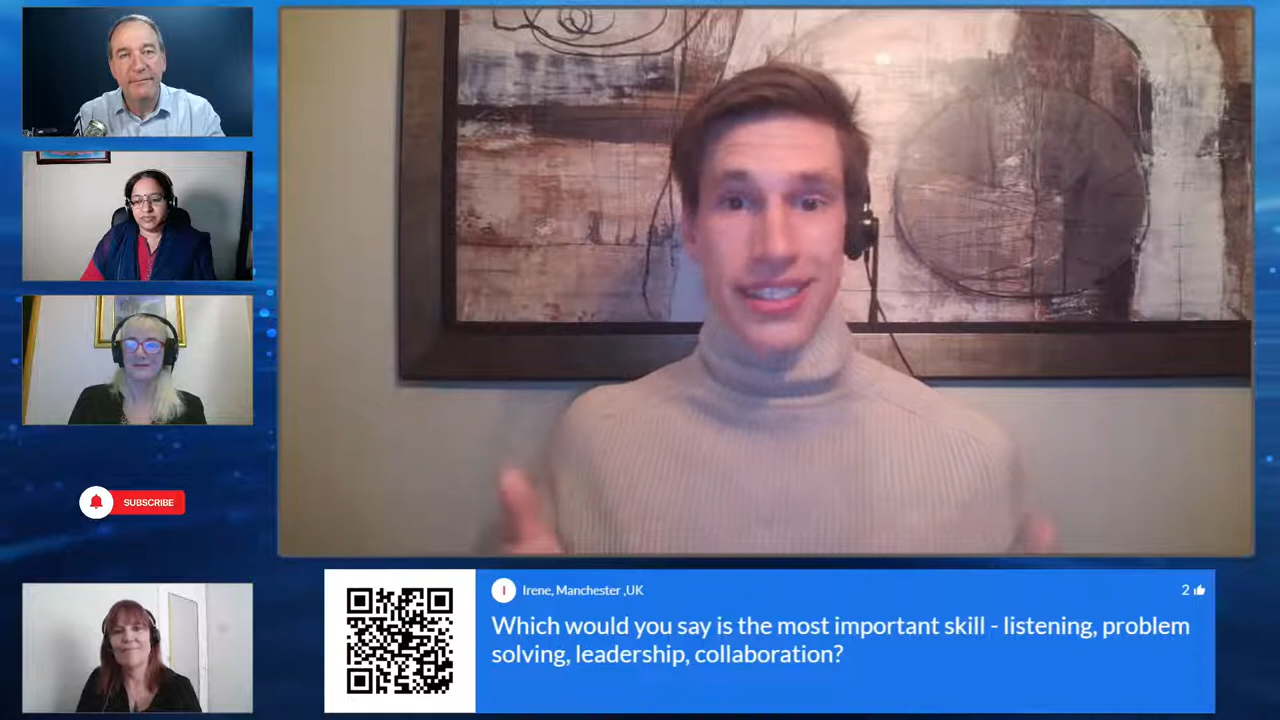 SUBSCRIBE
I
Irene, Manchester ,UK
2
Which would you say is the most important skill - listening, problem
solving, leadership, collaboration?